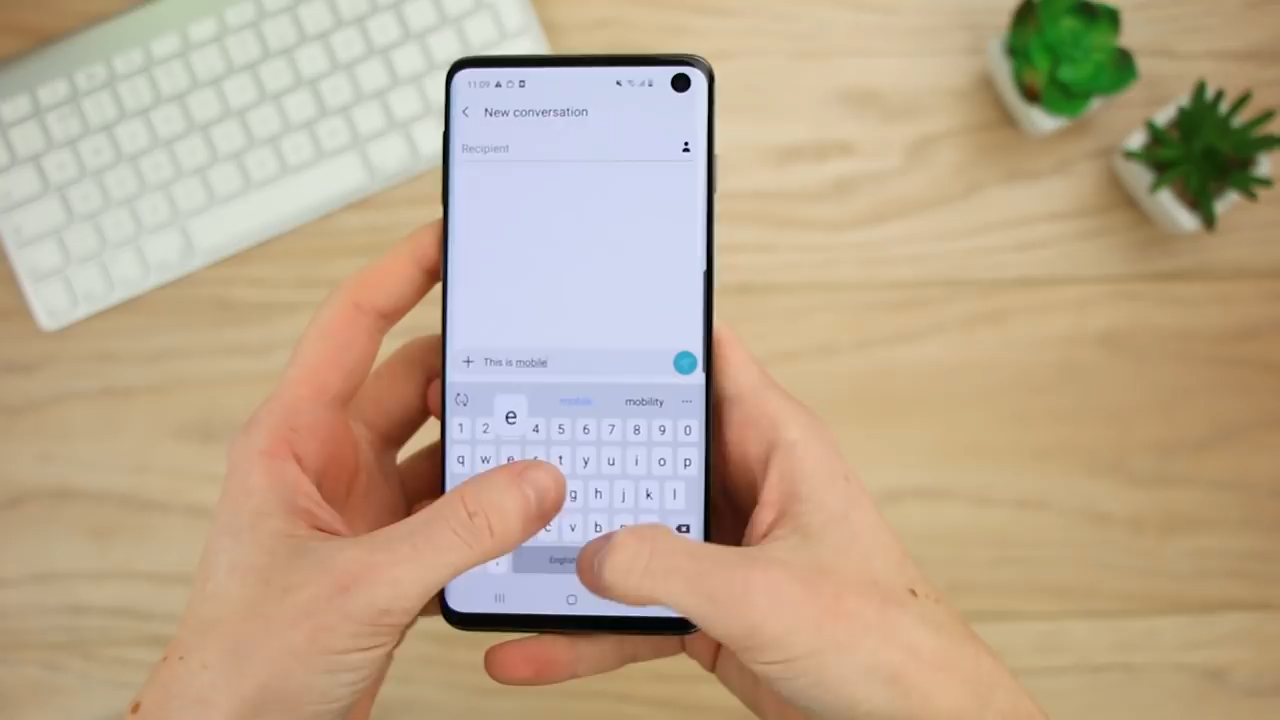 11:09
New conversation
Recipient
This is mobile
mobile mobility ...
e
1 2 4 5 6 7 8 9 0
q w e t y u i o p
g h j k l
c v b
English